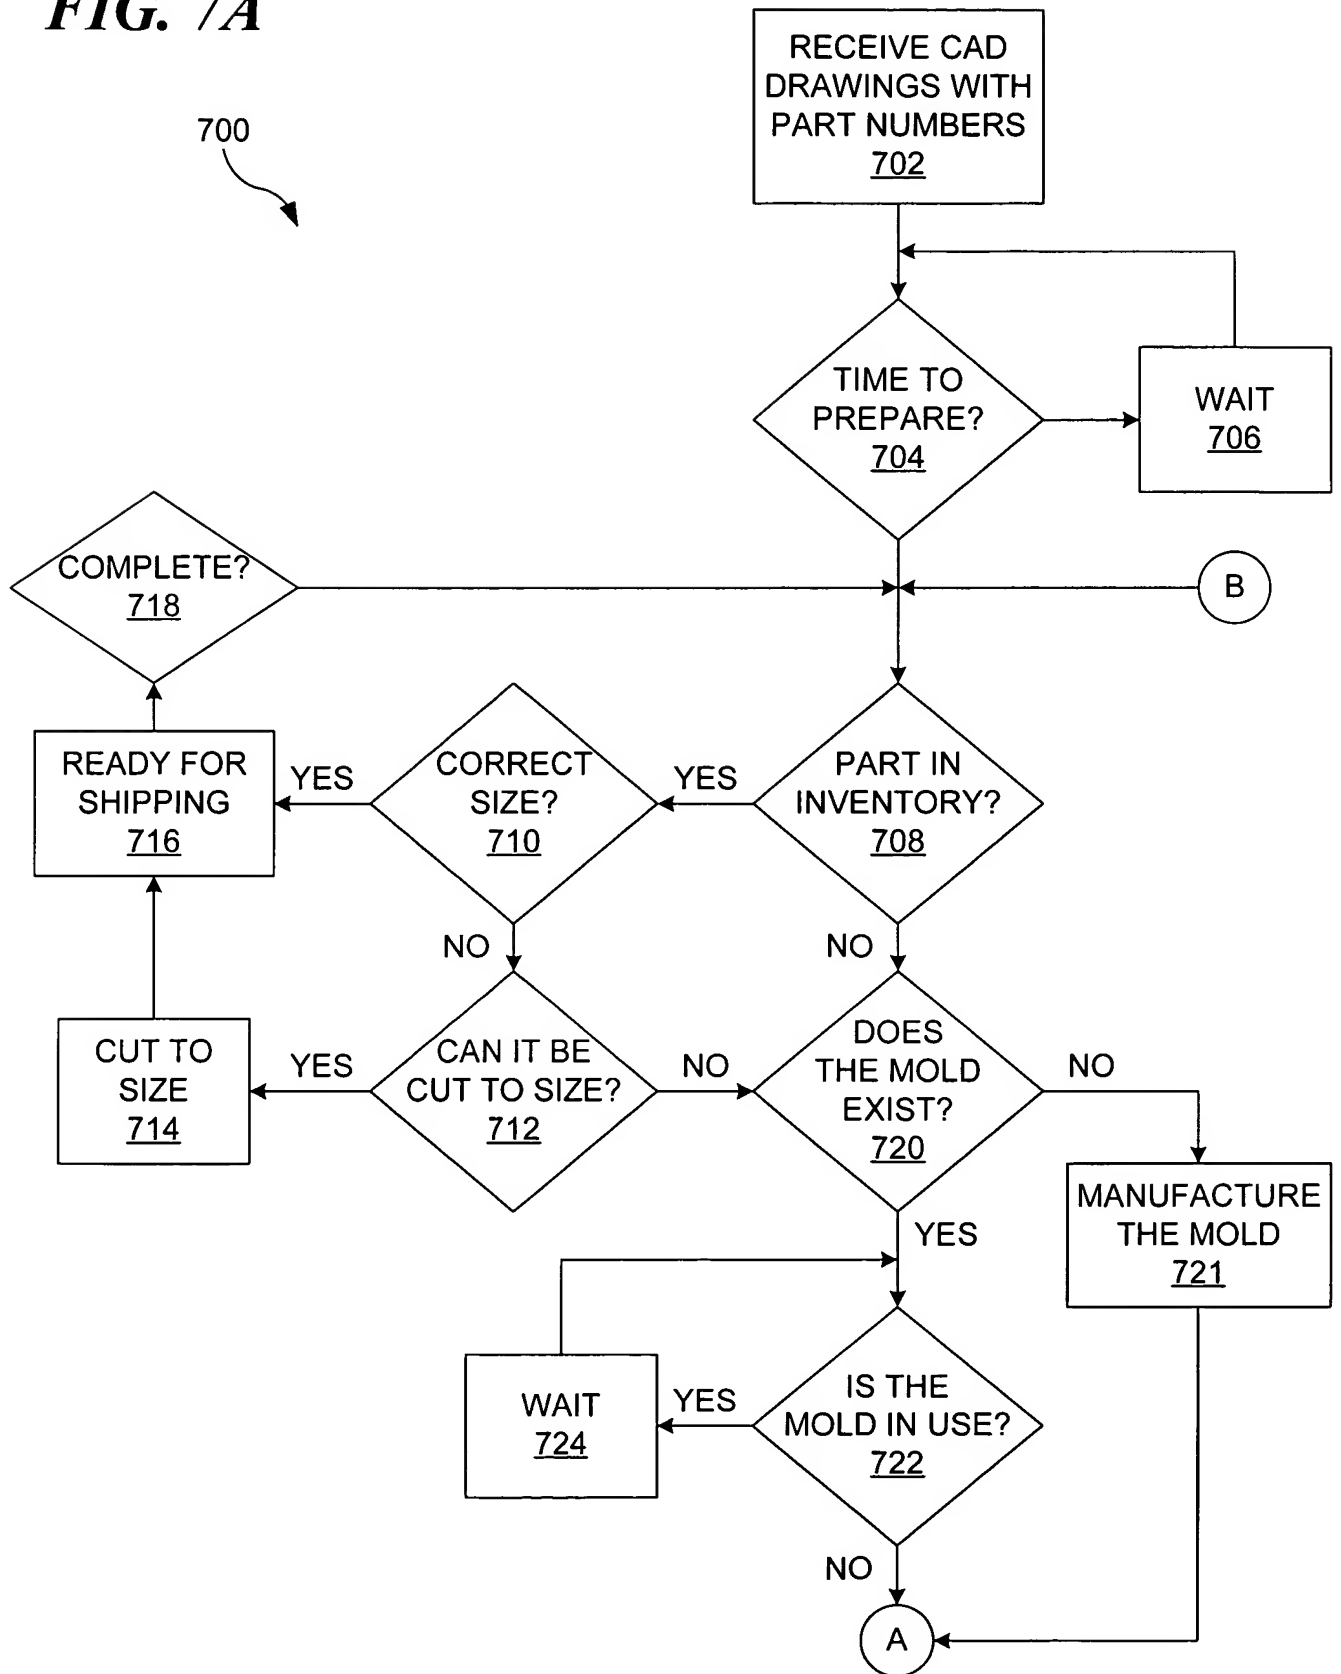 FIG. 7A
700
RECEIVE CAD
DRAWINGS WITH
PART NUMBERS
702
TIME TO
PREPARE?
704
WAIT
706
COMPLETE?
718
B
READY FOR
SHIPPING
716
YES
CORRECT
SIZE?
710
YES
PART IN
INVENTORY?
708
NO
NO
CUT TO
SIZE
714
YES
CAN IT BE
CUT TO SIZE?
712
NO
DOES
THE MOLD
EXIST?
720
NO
MANUFACTURE
THE MOLD
721
YES
WAIT
724
YES
IS THE
MOLD IN USE?
722
NO
A